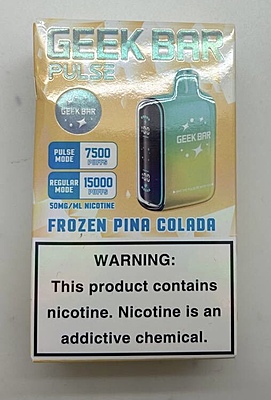 GEEK BAR
PULSE
GEEK BAR
GEEK BAR
PULSE
MODE
7500
PUFFS
REGULAR
MODE
15000
PUFFS
50MG/ML NICOTINE
FROZEN PINA COLADA
WARNING:
This product contains
nicotine. Nicotine is an
addictive chemical.